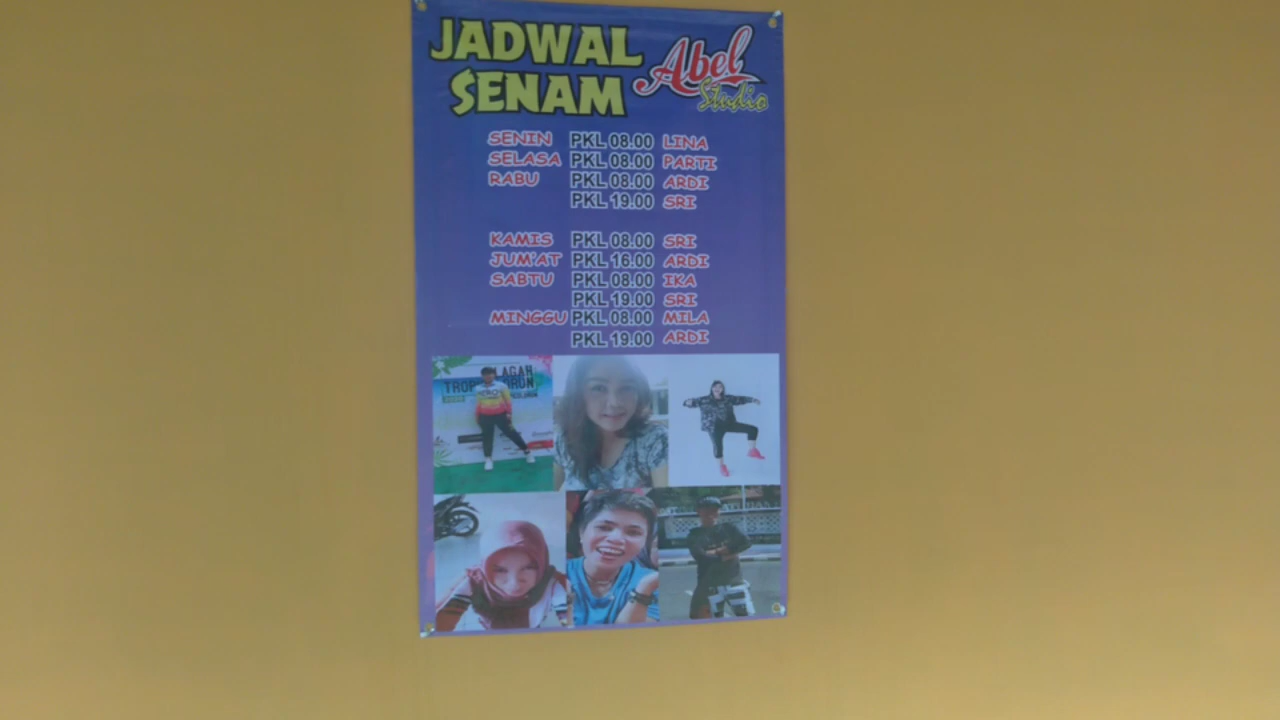 JADWAL
SENAM
Abel
Studio
SENIN PKL 08.00 LINA
SELASA PKL 08.00 PARTI
RABU PKL 08.00 ARDI
PKL 19.00 SRI
KAMIS PKL 08.00 SRI
JUM'AT PKL 16.00 ARDI
SABTU PKL 08.00 IKA
PKL 19.00 SRI
MINGGU PKL 08.00 MILA
PKL 19.00 ARDI